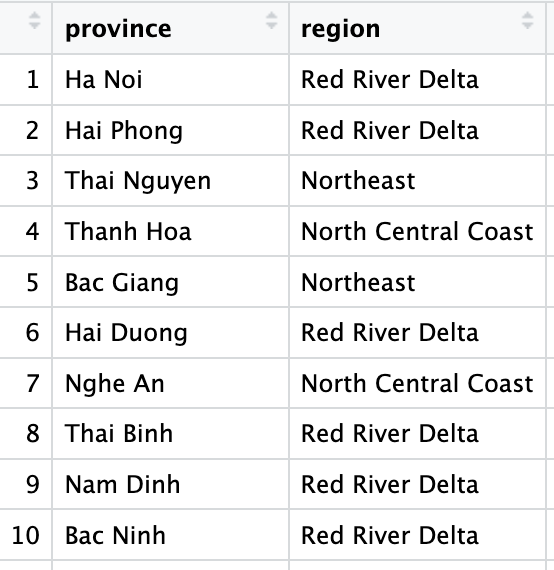 province region
1 Ha Noi Red River Delta
2 Hai Phong Red River Delta
3 Thai Nguyen Northeast
4 Thanh Hoa North Central Coast
5 Bac Giang Northeast
6 Hai Duong Red River Delta
7 Nghe An North Central Coast
8 Thai Binh Red River Delta
9 Nam Dinh Red River Delta
10 Bac Ninh Red River Delta